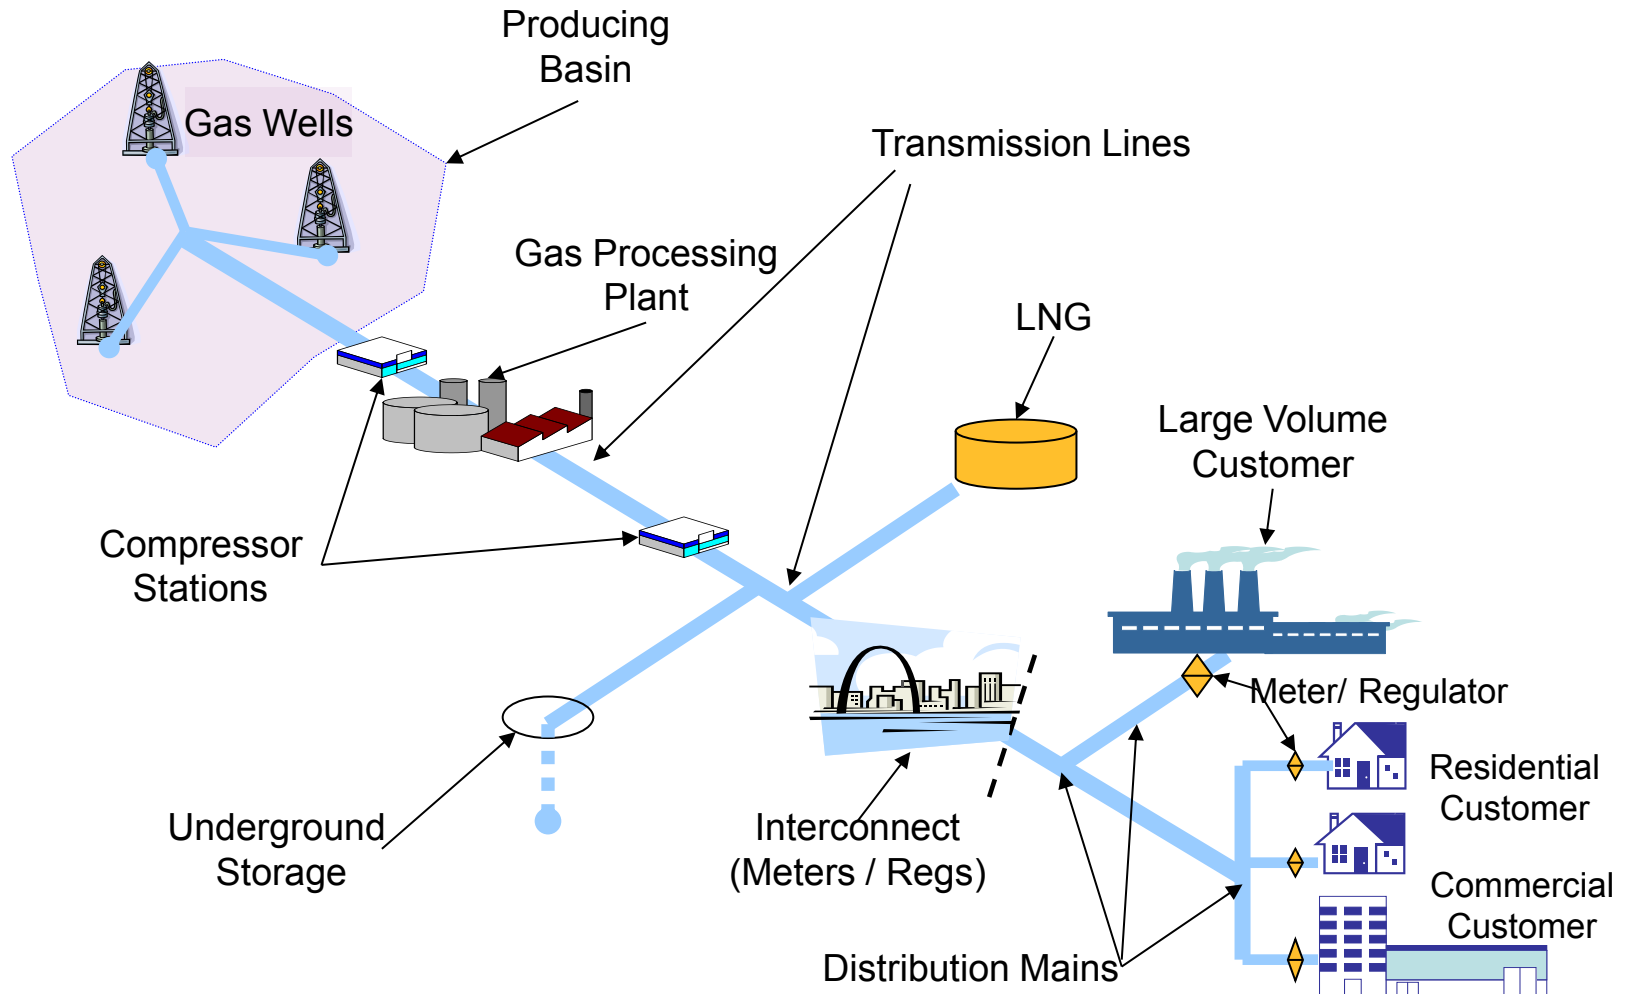 Producing
Basin
Gas Wells
Transmission Lines
Gas Processing
Plant
LNG
Large Volume
Customer
Compressor
Stations
Meter/ Regulator
Residential
Customer
Underground
Storage
Interconnect
(Meters / Regs)
Commercial
Customer
Distribution Mains